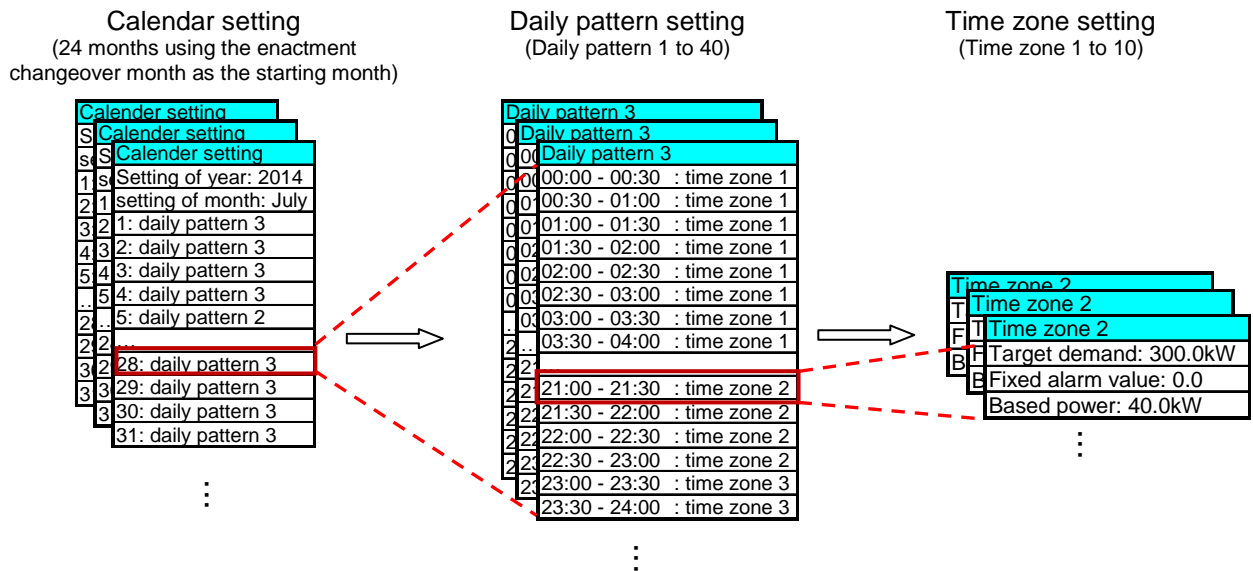 Calendar setting
(24 months using the enactment
changeover month as the starting month)
Calender setting
Calender setting
Calender setting
Setting of year: 2014
setting of month: July
1: daily pattern 3
2: daily pattern 3
3: daily pattern 3
4: daily pattern 3
5: daily pattern 2
...
28: daily pattern 3
29: daily pattern 3
30: daily pattern 3
31: daily pattern 3
Daily pattern setting
(Daily pattern 1 to 40)
Daily pattern 3
Daily pattern 3
Daily pattern 3
00:00 - 00:30 : time zone 1
00:30 - 01:00 : time zone 1
01:00 - 01:30 : time zone 1
01:30 - 02:00 : time zone 1
02:00 - 02:30 : time zone 1
02:30 - 03:00 : time zone 1
03:00 - 03:30 : time zone 1
03:30 - 04:00 : time zone 1
...
21:00 - 21:30 : time zone 2
21:30 - 22:00 : time zone 2
22:00 - 22:30 : time zone 2
22:30 - 23:00 : time zone 2
23:00 - 23:30 : time zone 3
23:30 - 24:00 : time zone 3
Time zone setting
(Time zone 1 to 10)
Time zone 2
Time zone 2
Time zone 2
Target demand: 300.0kW
Fixed alarm value: 0.0
Based power: 40.0kW